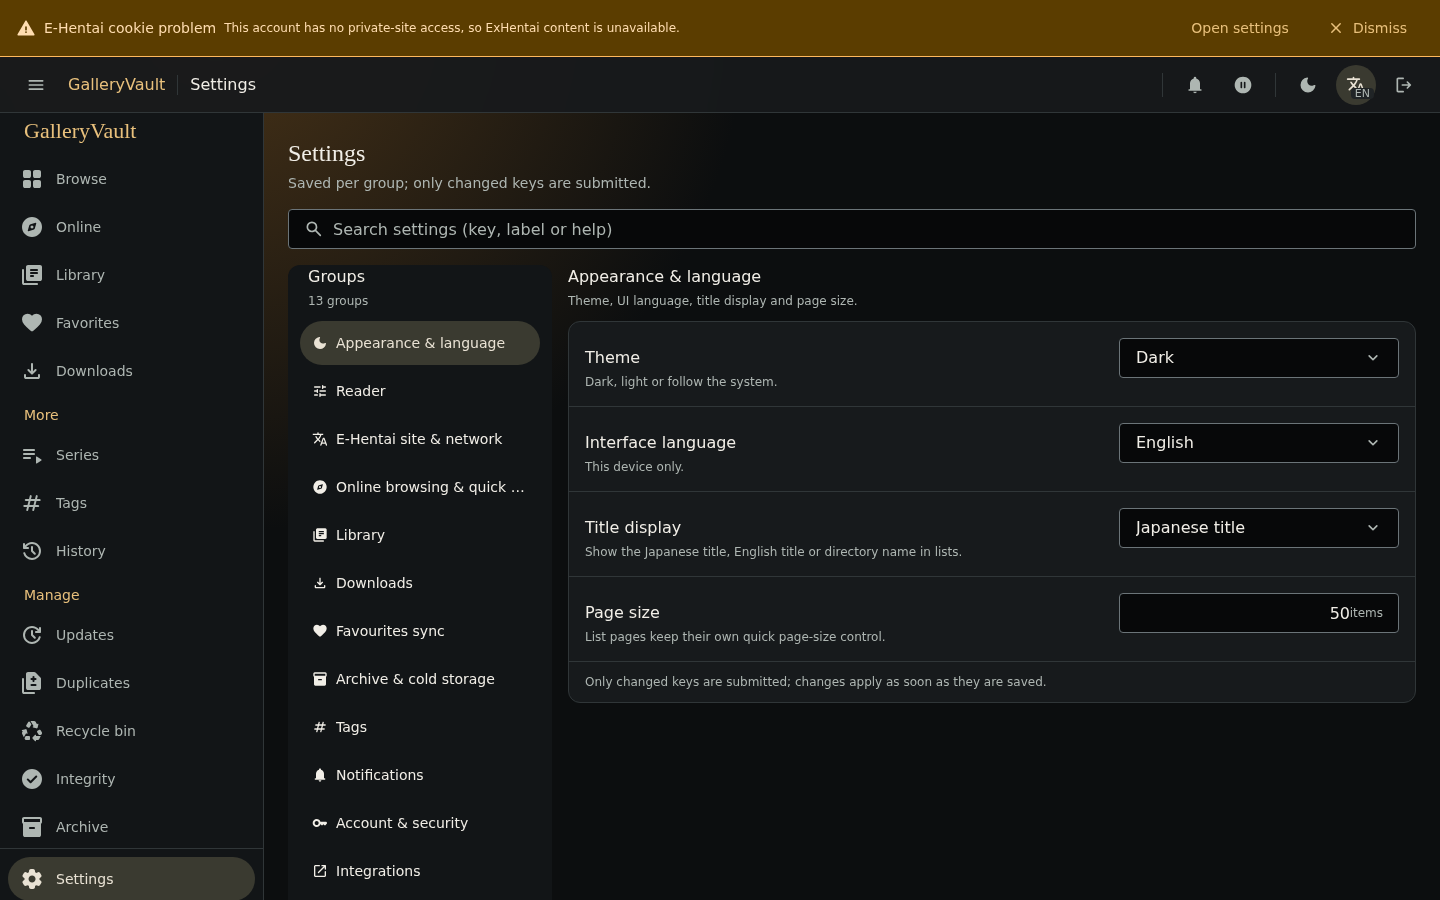 E-Hentai cookie problem This account has no private-site access, so ExHentai content is unavailable. Open settings Dismiss
GalleryVault Settings EN
GalleryVault
Browse
Online
Library
Favorites
Downloads
More
Series
Tags
History
Manage
Updates
Duplicates
Recycle bin
Integrity
Archive
Settings
Settings
Saved per group; only changed keys are submitted.
Search settings (key, label or help)
Groups
13 groups
Appearance & language
Reader
E-Hentai site & network
Online browsing & quick ...
Library
Downloads
Favourites sync
Archive & cold storage
Tags
Notifications
Account & security
Integrations
Appearance & language
Theme, UI language, title display and page size.
Theme Dark
Dark, light or follow the system.
Interface language English
This device only.
Title display Japanese title
Show the Japanese title, English title or directory name in lists.
Page size 50 items
List pages keep their own quick page-size control.
Only changed keys are submitted; changes apply as soon as they are saved.